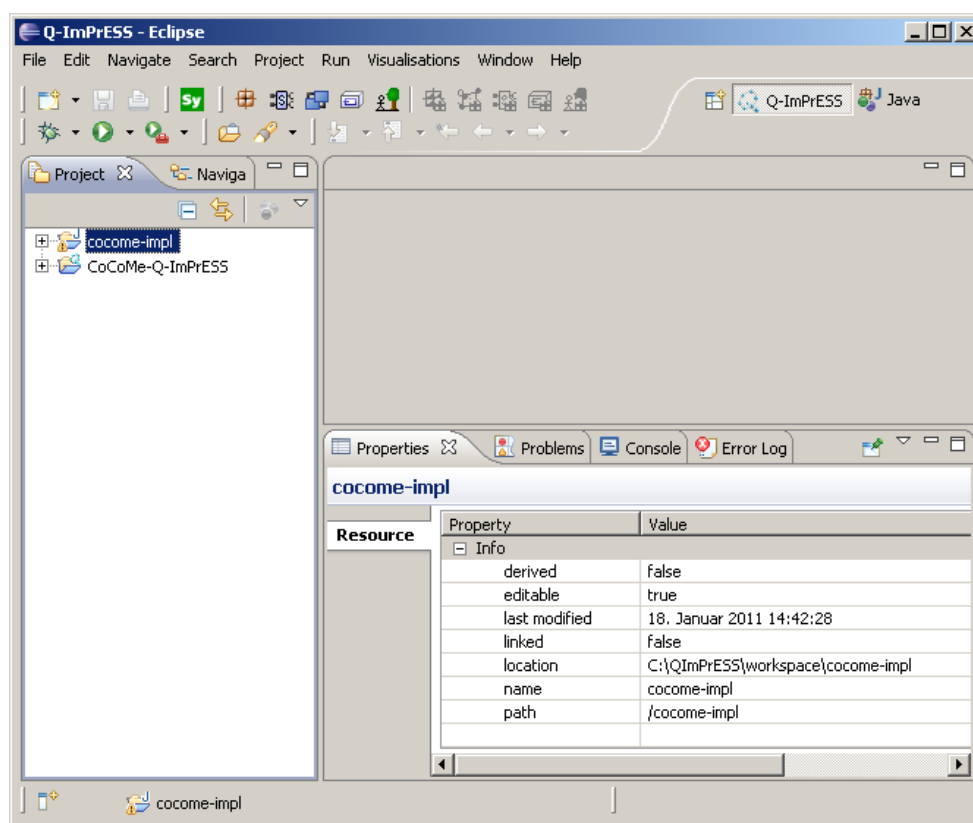 Q-ImPrESS - Eclipse
File Edit Navigate Search Project Run Visualisations Window Help
Sy
Q-ImPrESS Java
Project Naviga
cocome-impl
CoCoMe-Q-ImPrESS
Properties Problems Console Error Log
cocome-impl
Resource
Property Value
Info
derived false
editable true
last modified 18. Januar 2011 14:42:28
linked false
location C:\QImPrESS\workspace\cocome-impl
name cocome-impl
path /cocome-impl
cocome-impl